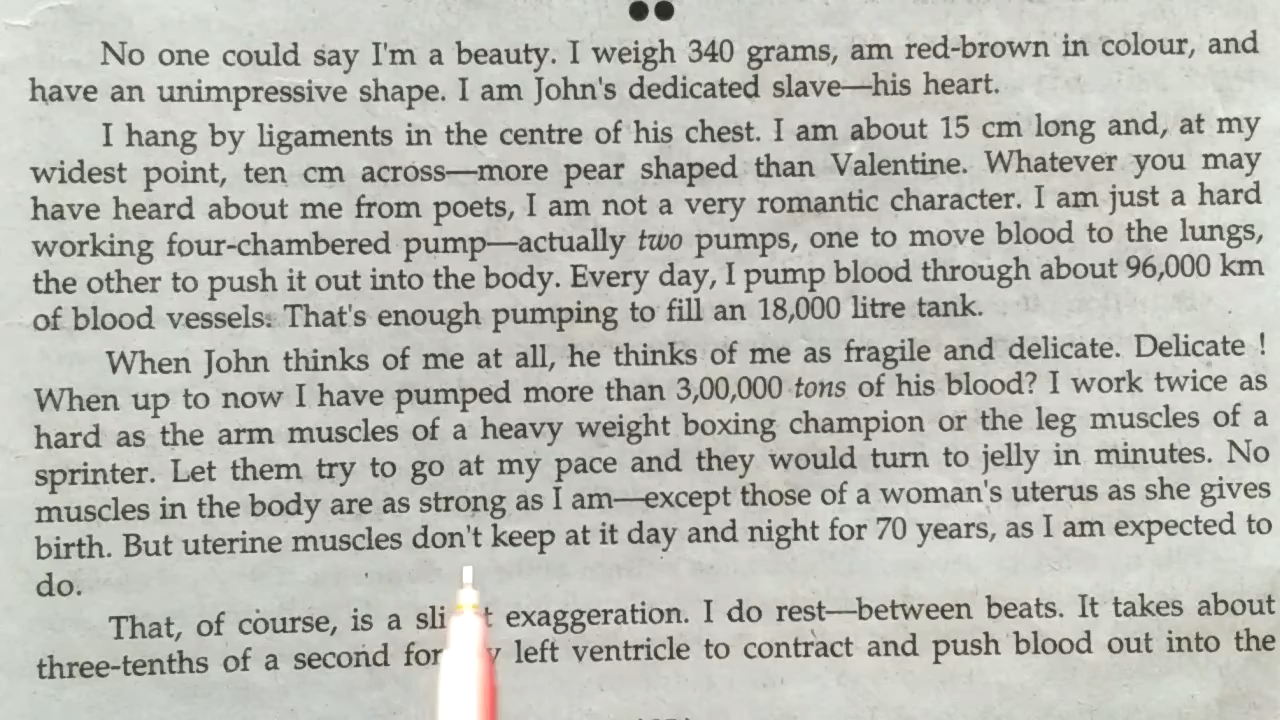 No one could say I'm a beauty. I weigh 340 grams, am red-brown in colour, and
have an unimpressive shape. I am John's dedicated slave—his heart.
I hang by ligaments in the centre of his chest. I am about 15 cm long and, at my
widest point, ten cm across—more pear shaped than Valentine. Whatever you may
have heard about me from poets, I am not a very romantic character. I am just a hard
working four-chambered pump—actually two pumps, one to move blood to the lungs,
the other to push it out into the body. Every day, I pump blood through about 96,000 km
of blood vessels. That's enough pumping to fill an 18,000 litre tank.
When John thinks of me at all, he thinks of me as fragile and delicate. Delicate !
When up to now I have pumped more than 3,00,000 tons of his blood? I work twice as
hard as the arm muscles of a heavy weight boxing champion or the leg muscles of a
sprinter. Let them try to go at my pace and they would turn to jelly in minutes. No
muscles in the body are as strong as I am—except those of a woman's uterus as she gives
birth. But uterine muscles don't keep at it day and night for 70 years, as I am expected to
do.
That, of course, is a exaggeration. I do rest—between beats. It takes about
three-tenths of a second for left ventricle to contract and push blood out into the